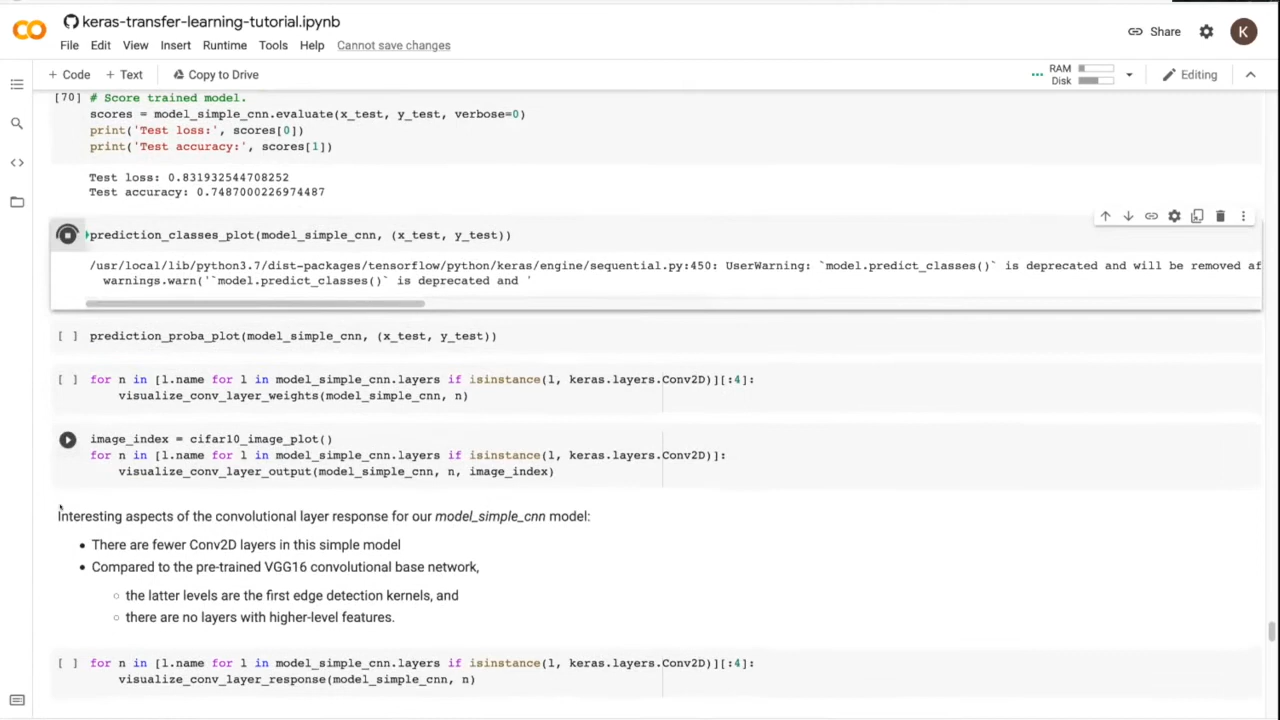 keras-transfer-learning-tutorial.ipynb
Share
K
File Edit View Insert Runtime Tools Help Cannot save changes
+ Code + Text Copy to Drive
RAM
Disk
Editing
[70] # Score trained model.
scores = model_simple_cnn.evaluate(x_test, y_test, verbose=0)
print('Test loss:', scores[0])
print('Test accuracy:', scores[1])
Test loss: 0.831932544708252
Test accuracy: 0.7487000226974487
prediction_classes_plot(model_simple_cnn, (x_test, y_test))
/usr/local/lib/python3.7/dist-packages/tensorflow/python/keras/engine/sequential.py:450: UserWarning: `model.predict_classes()` is deprecated and will be removed af
warnings.warn('`model.predict_classes()` is deprecated and '
[ ] prediction_proba_plot(model_simple_cnn, (x_test, y_test))
[ ] for n in [l.name for l in model_simple_cnn.layers if isinstance(l, keras.layers.Conv2D)][:4]:
visualize_conv_layer_weights(model_simple_cnn, n)
image_index = cifar10_image_plot()
for n in [l.name for l in model_simple_cnn.layers if isinstance(l, keras.layers.Conv2D)]:
visualize_conv_layer_output(model_simple_cnn, n, image_index)
Interesting aspects of the convolutional layer response for our model_simple_cnn model:
• There are fewer Conv2D layers in this simple model
• Compared to the pre-trained VGG16 convolutional base network,
○ the latter levels are the first edge detection kernels, and
○ there are no layers with higher-level features.
[ ] for n in [l.name for l in model_simple_cnn.layers if isinstance(l, keras.layers.Conv2D)][:4]:
visualize_conv_layer_response(model_simple_cnn, n)